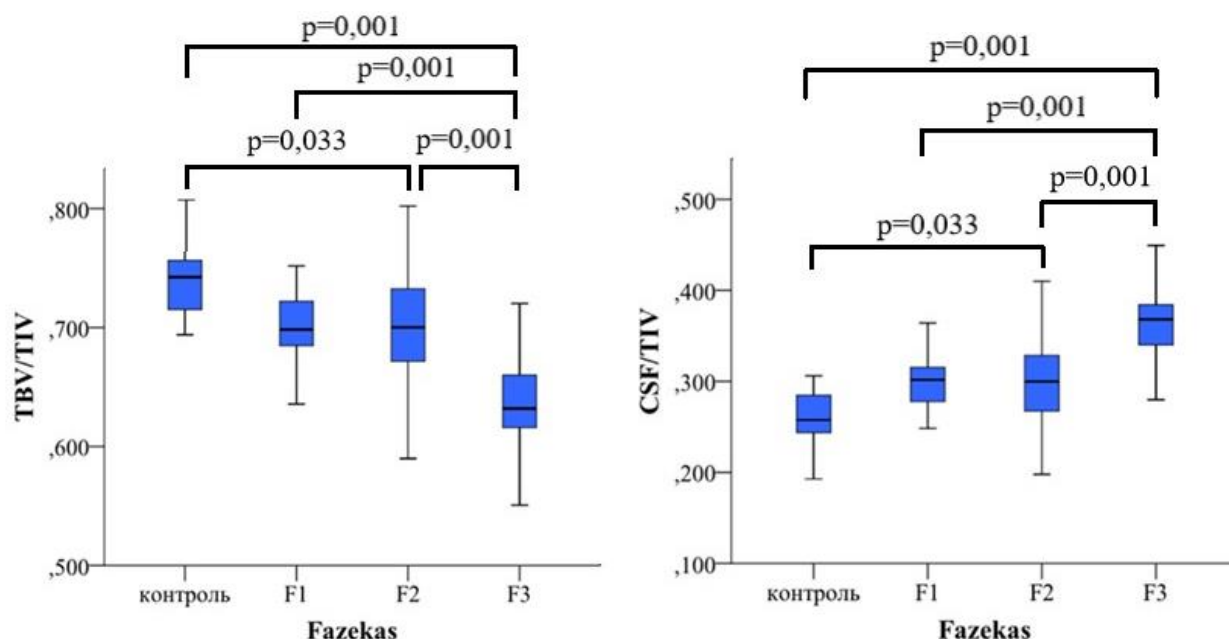 p=0,001
p=0,001
p=0,033
p=0,001
,800
,700
,600
,500
TBV/TIV
контроль
F1
F2
F3
Fazekas
p=0,001
p=0,001
p=0,001
p=0,033
,500
,400
,300
,200
,100
CSF/TIV
контроль
F1
F2
F3
Fazekas